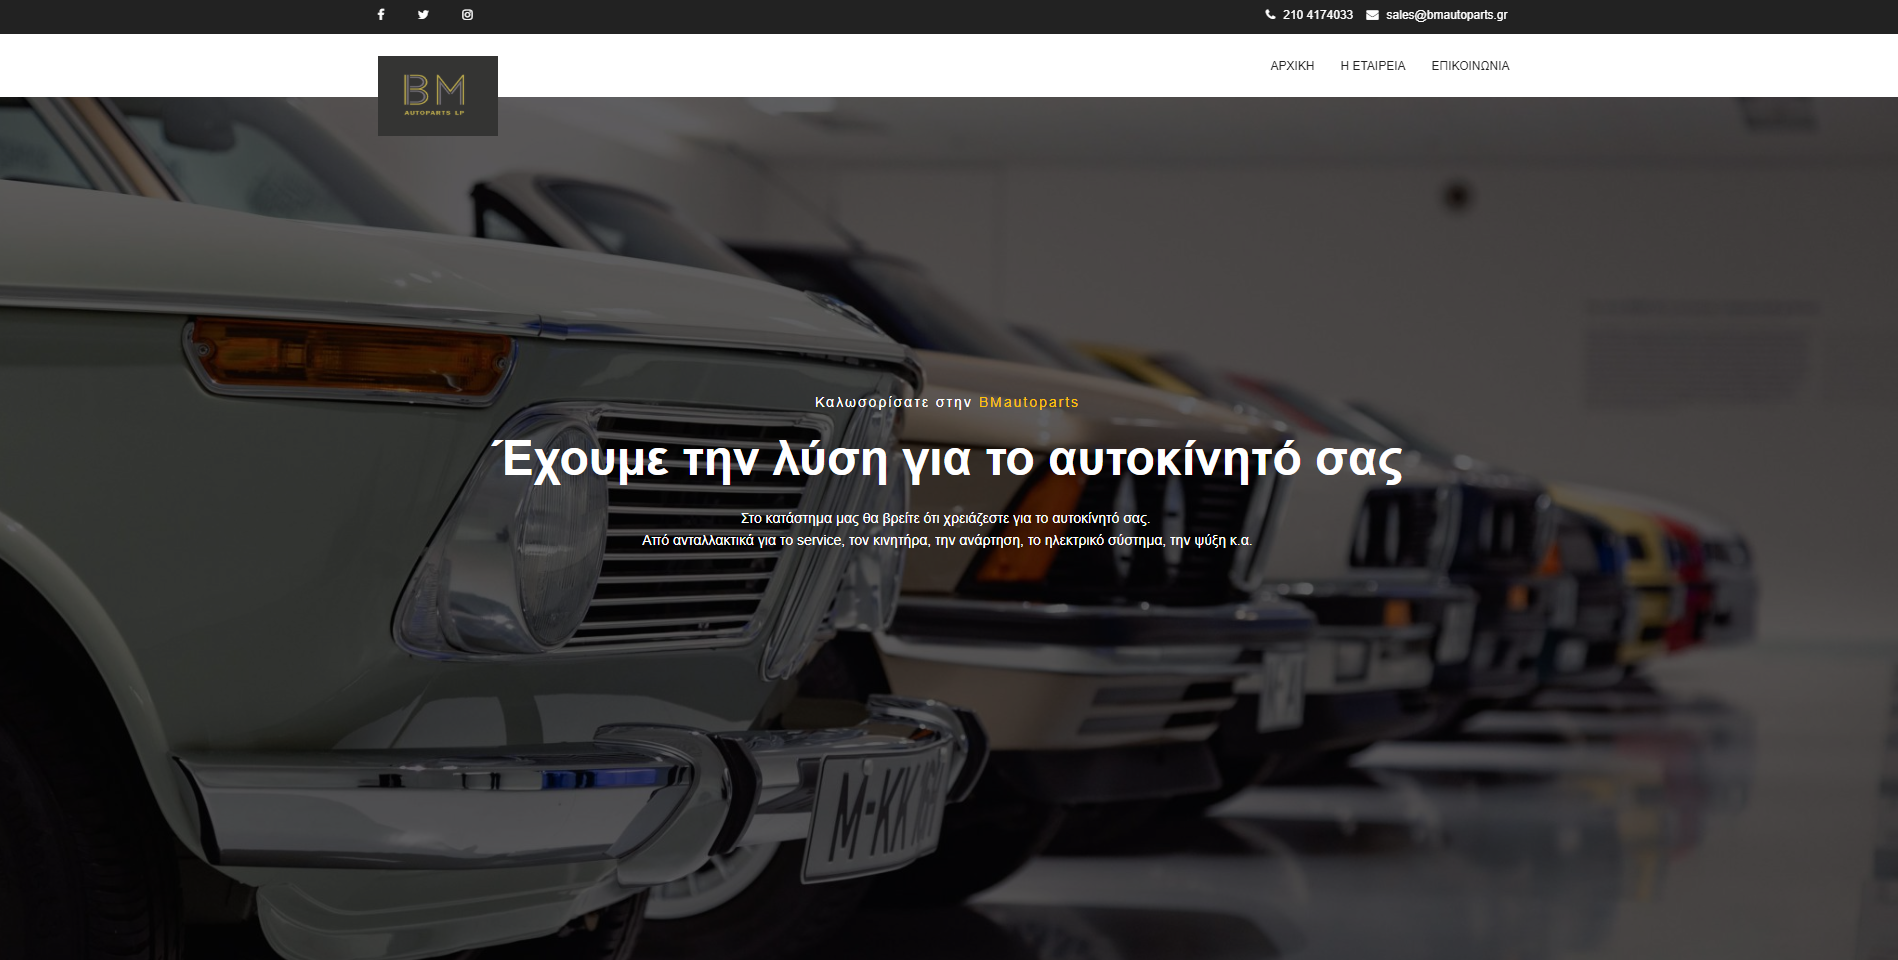 210 4174033 sales@bmautoparts.gr
BM
AUTOPARTS LP
ΑΡΧΙΚΗ Η ΕΤΑΙΡΕΙΑ ΕΠΙΚΟΙΝΩΝΙΑ
Καλωσορίσατε στην BMautoparts
Έχουμε την λύση για το αυτοκίνητό σας
Στο κατάστημα μας θα βρείτε ότι χρειάζεστε για το αυτοκίνητό σας.
Από ανταλλακτικά για το service, τον κινητήρα, την ανάρτηση, το ηλεκτρικό σύστημα, την ψύξη κ.α.
M-KK